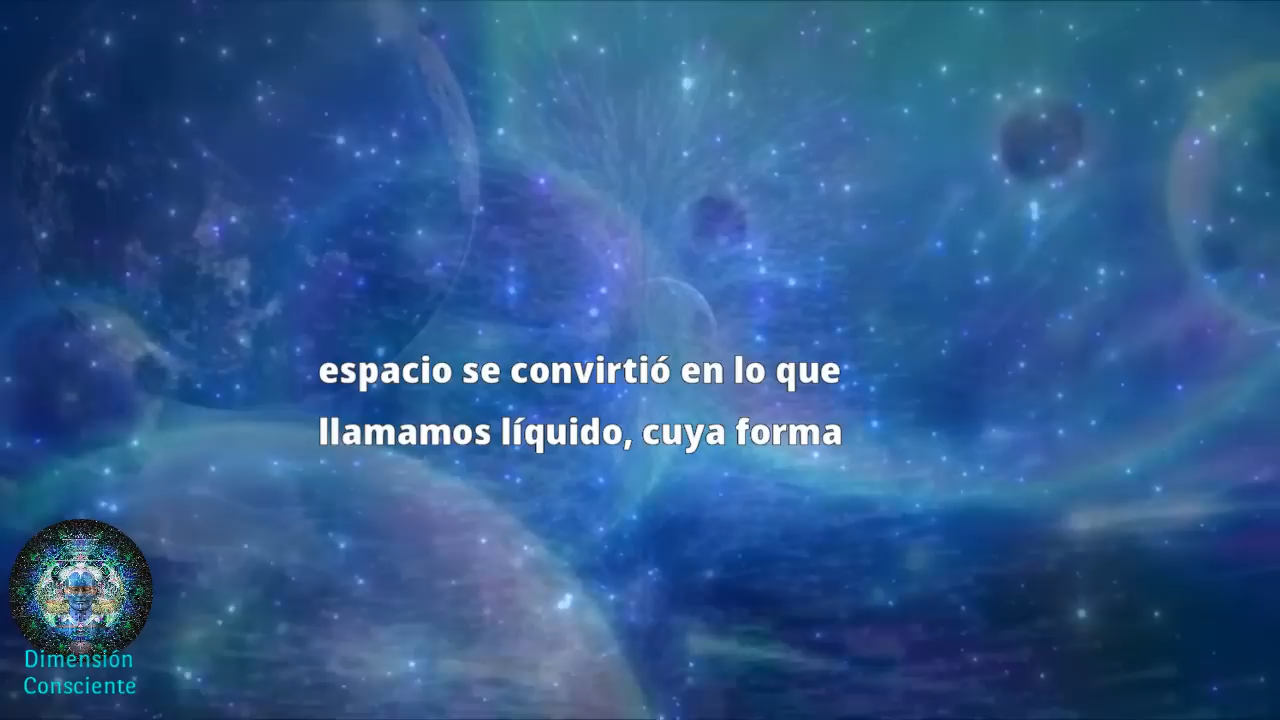 espacio se convirtió en lo que
llamamos líquido, cuya forma
Dimensión
Consciente